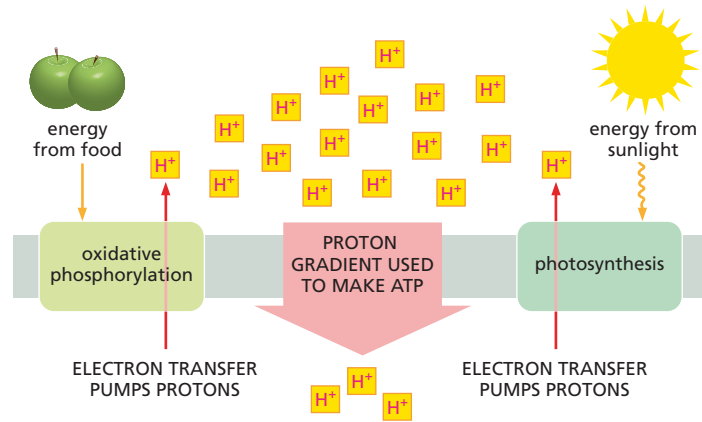 H⁺
H⁺
H⁺
H⁺
H⁺
H⁺
H⁺
energy
from food
energy from
sunlight
H⁺
H⁺
H⁺
H⁺
H⁺
H⁺
H⁺
H⁺
H⁺
H⁺
oxidative
phosphorylation
PROTON
GRADIENT USED
TO MAKE ATP
photosynthesis
ELECTRON TRANSFER
PUMPS PROTONS
ELECTRON TRANSFER
PUMPS PROTONS
H⁺
H⁺
H⁺